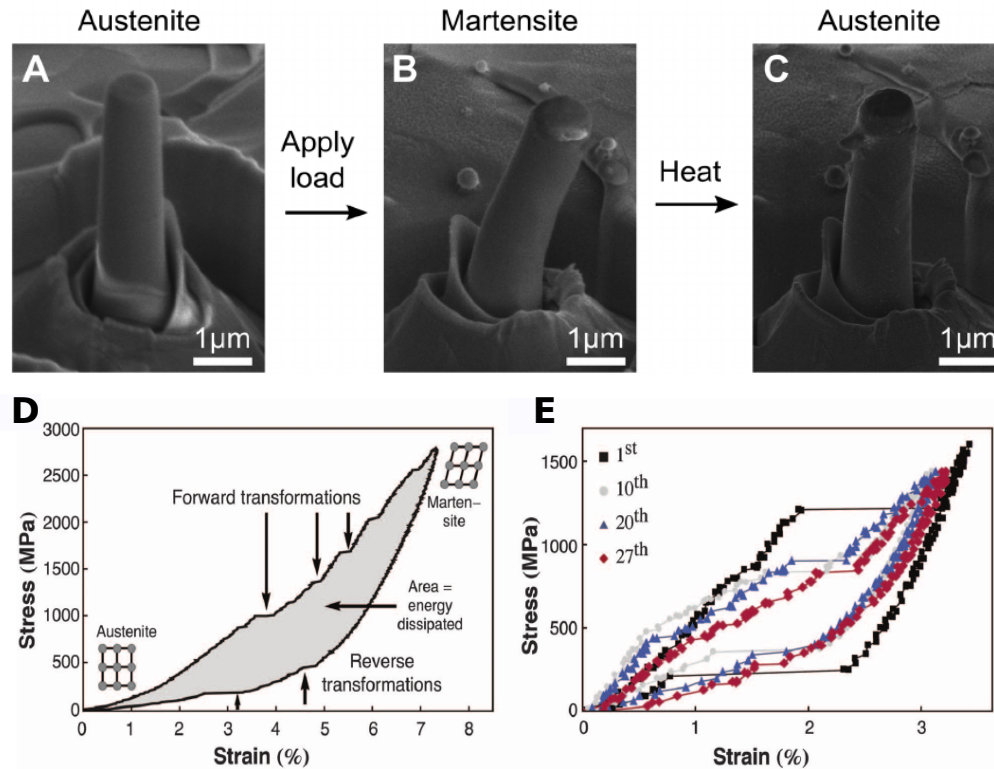 Austenite
Martensite
Austenite
A
B
C
Apply
load
Heat
1µm
1µm
1µm
D
E
3000
2500
2000
1500
1000
500
0
Stress (MPa)
Forward transformations
Marten–
site
Area =
energy
dissipated
Austenite
Reverse
transformations
0 1 2 3 4 5 6 7 8
Strain (%)
1500
1000
500
0
Stress (MPa)
1st
10th
20th
27th
0 1 2 3
Strain (%)